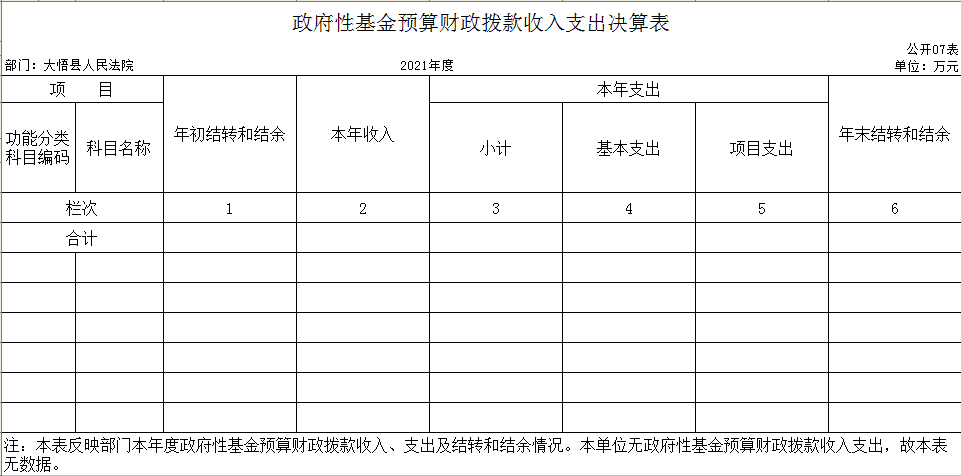 政府性基金预算财政拨款收入支出决算表
公开07表
部门：大悟县人民法院 2021年度 单位：万元
项 目 年初结转和结余 本年收入 本年支出 年末结转和结余
功能分类科目编码 科目名称 小计 基本支出 项目支出
栏次 1 2 3 4 5 6
合计
注：本表反映部门本年度政府性基金预算财政拨款收入、支出及结转和结余情况。本单位无政府性基金预算财政拨款收入支出，故本表
无数据。